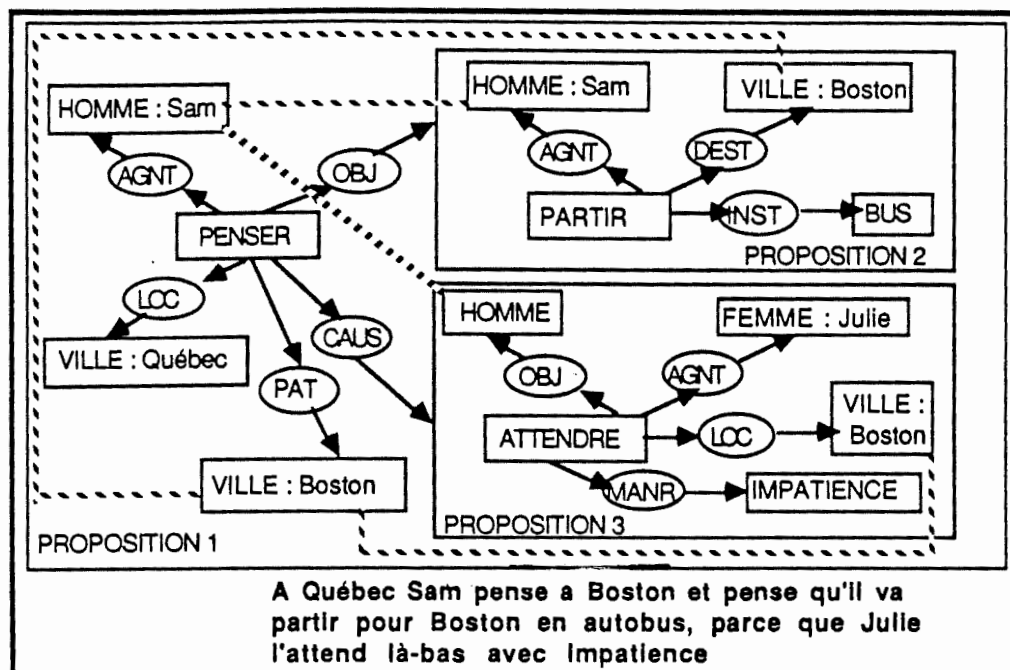 HOMME : Sam
AGNT
OBJ
PENSER
LOC
VILLE : Québec
CAUS
PAT
VILLE : Boston
PROPOSITION 1
HOMME : Sam
VILLE : Boston
AGNT
DEST
PARTIR
INST
BUS
PROPOSITION 2
HOMME
FEMME : Julie
OBJ
AGNT
ATTENDRE
LOC
VILLE :
Boston
MANR
IMPATIENCE
PROPOSITION 3
A Québec Sam pense a Boston et pense qu'il va
partir pour Boston en autobus, parce que Julie
l'attend là-bas avec impatience